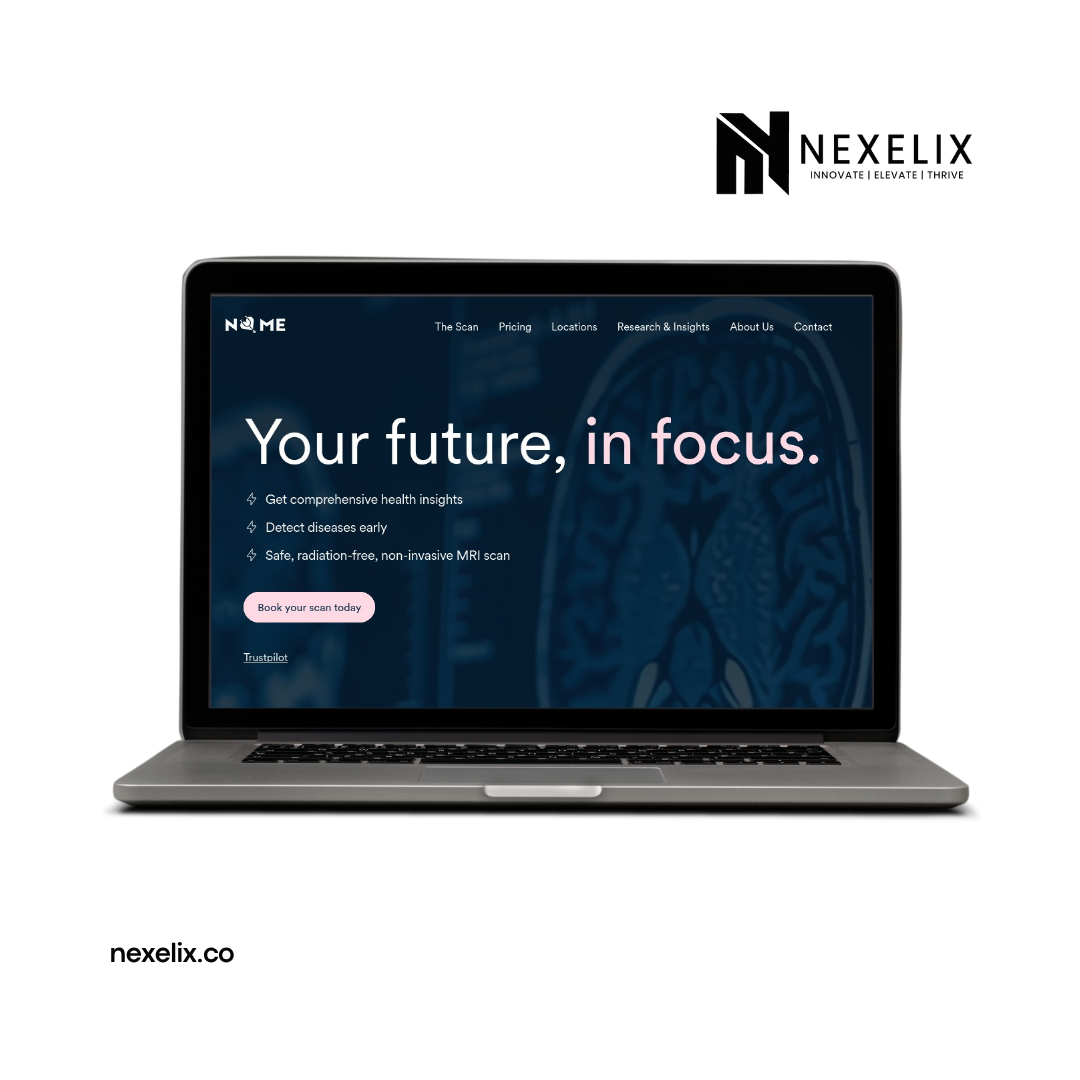 NEXELIX
INNOVATE | ELEVATE | THRIVE
The Scan Pricing Locations Research & Insights About Us Contact
Your future, in focus.
Get comprehensive health insights
Detect diseases early
Safe, radiation-free, non-invasive MRI scan
Book your scan today
Trustpilot
nexelix.co